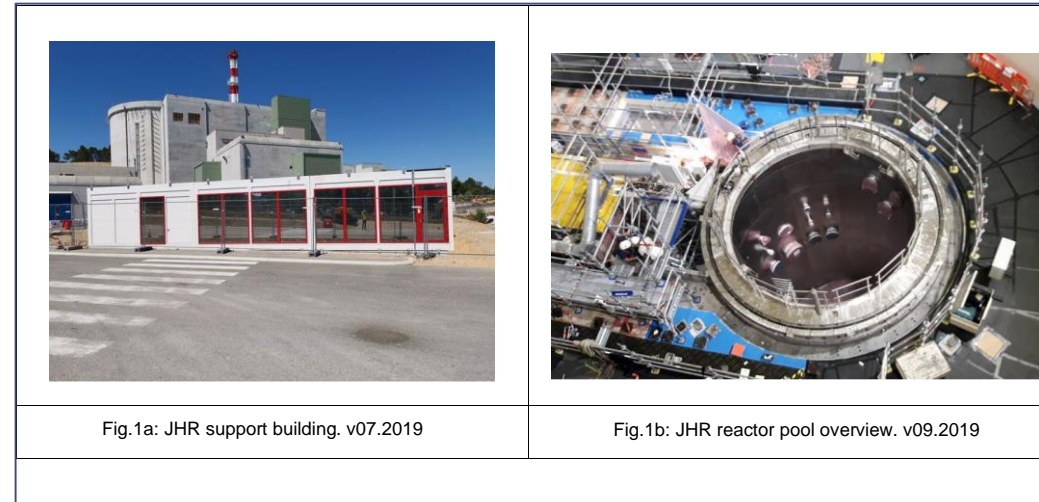 Fig.1a: JHR support building. v07.2019
Fig.1b: JHR reactor pool overview. v09.2019